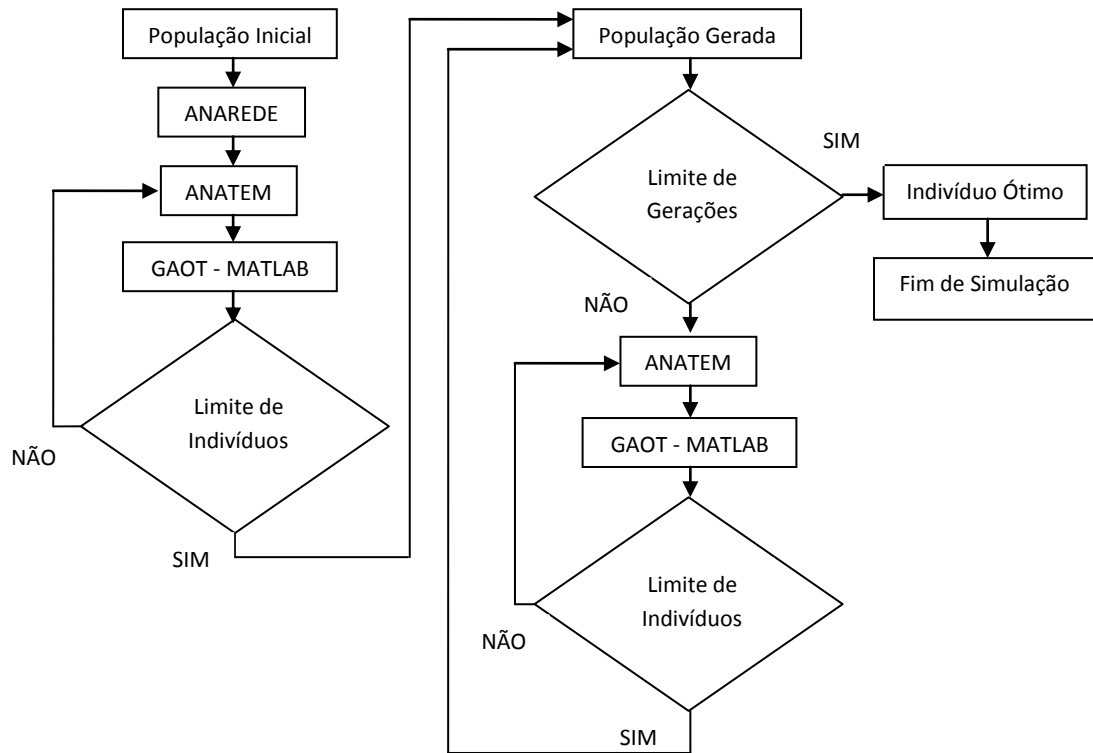 População Inicial
ANAREDE
ANATEM
GAOT - MATLAB
Limite de
Indivíduos
NÃO
SIM
População Gerada
Limite de
Gerações
SIM
Indivíduo Ótimo
Fim de Simulação
NÃO
ANATEM
GAOT - MATLAB
Limite de
Indivíduos
NÃO
SIM